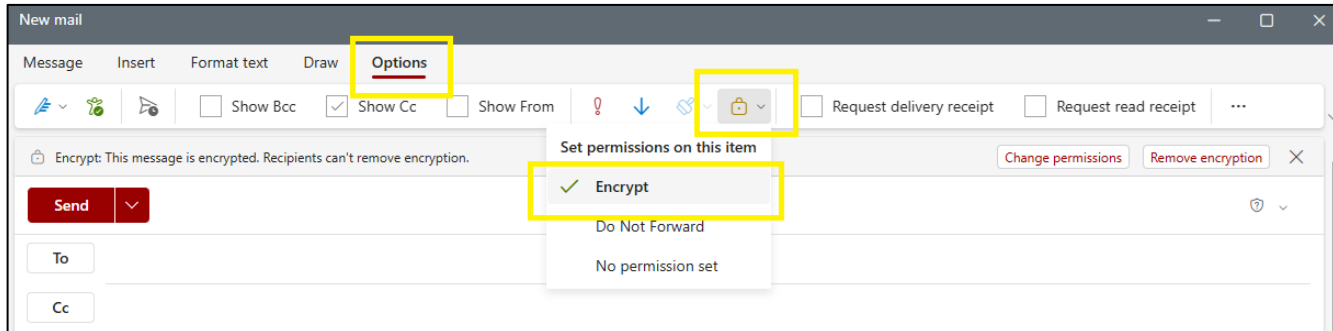 New mail
Message Insert Format text Draw Options
Show Bcc Show Cc Show From Request delivery receipt Request read receipt ...
Set permissions on this item
Encrypt: This message is encrypted. Recipients can't remove encryption. Change permissions Remove encryption
Encrypt
Send
Do Not Forward
To
No permission set
Cc